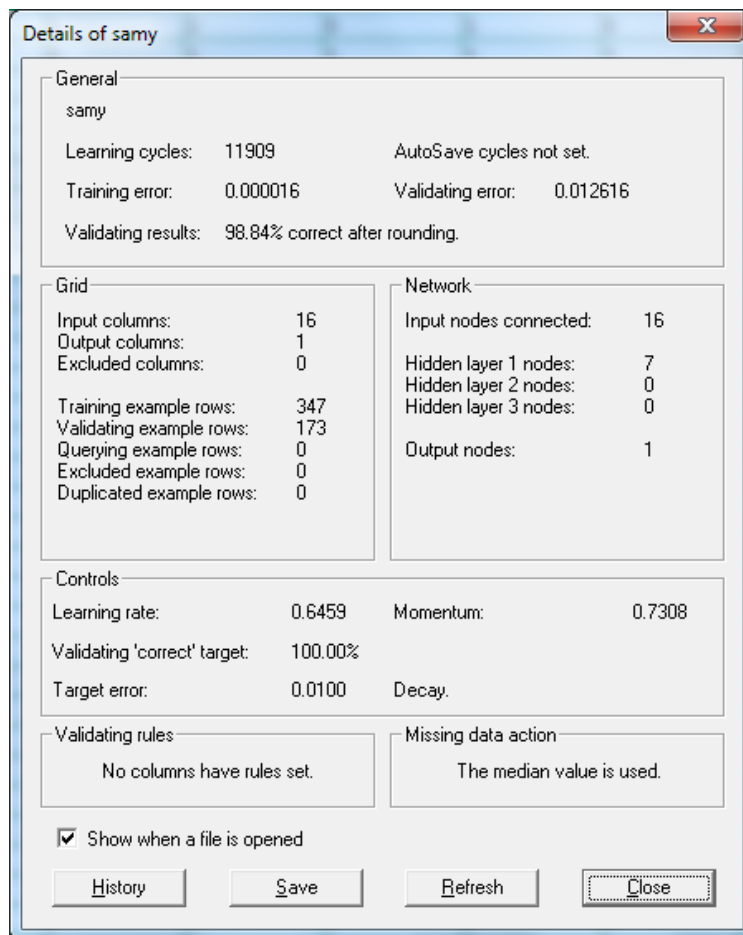 Details of samy
General
samy
Learning cycles: 11909 AutoSave cycles not set.
Training error: 0.000016 Validating error: 0.012616
Validating results: 98.84% correct after rounding.
Grid
Input columns: 16
Output columns: 1
Excluded columns: 0
Training example rows: 347
Validating example rows: 173
Querying example rows: 0
Excluded example rows: 0
Duplicated example rows: 0
Network
Input nodes connected: 16
Hidden layer 1 nodes: 7
Hidden layer 2 nodes: 0
Hidden layer 3 nodes: 0
Output nodes: 1
Controls
Learning rate: 0.6459 Momentum: 0.7308
Validating 'correct' target: 100.00%
Target error: 0.0100 Decay.
Validating rules
No columns have rules set.
Missing data action
The median value is used.
Show when a file is opened
History Save Refresh Close